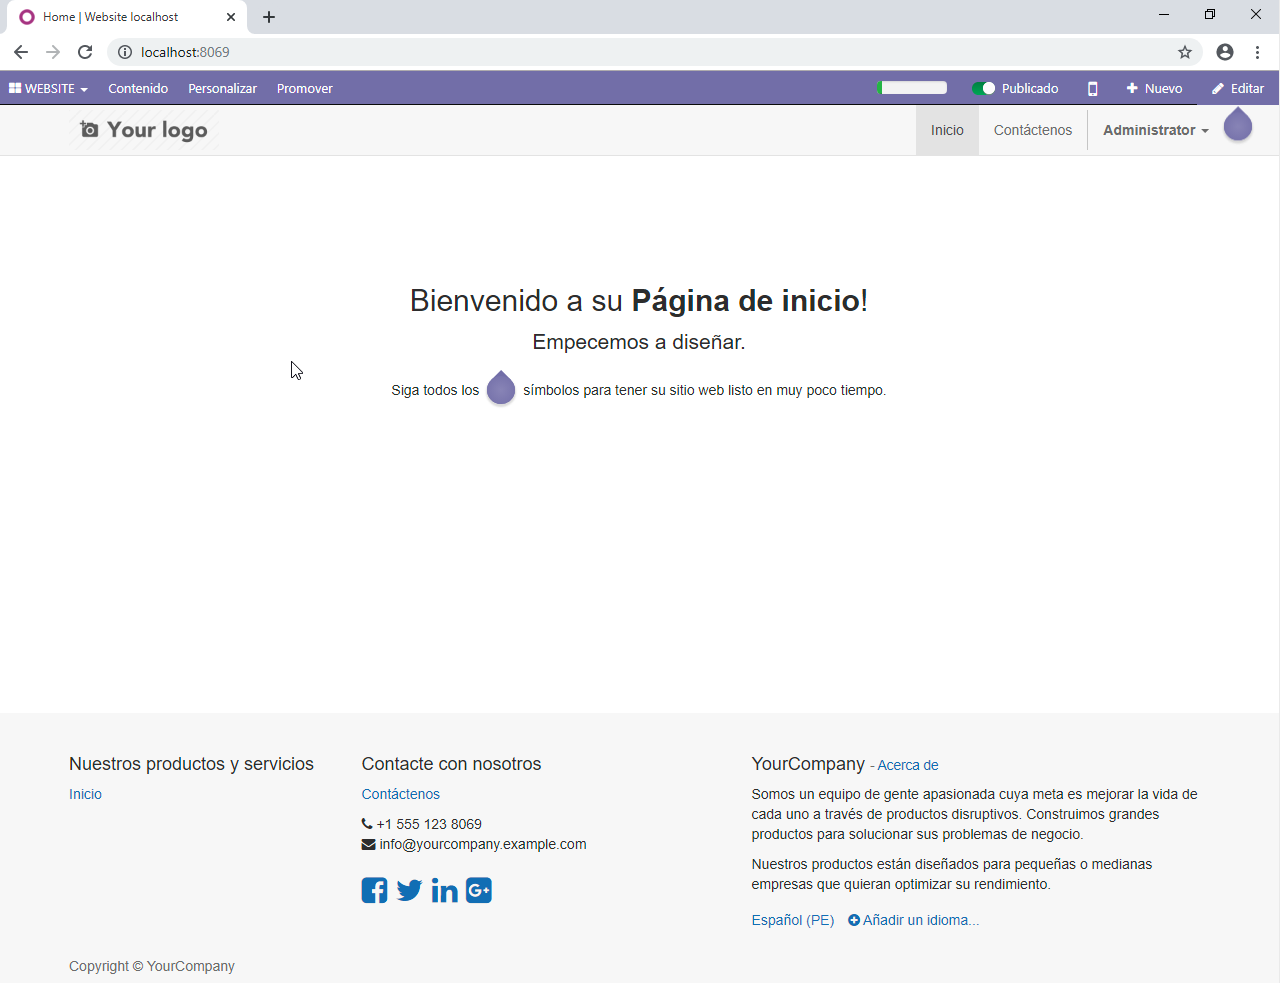 Home | Website localhost
localhost:8069
WEBSITE Contenido Personalizar Promover Publicado Nuevo Editar
Your logo Inicio Contáctenos Administrator
Bienvenido a su Página de inicio!
Empecemos a diseñar.
Siga todos los símbolos para tener su sitio web listo en muy poco tiempo.
Nuestros productos y servicios
Inicio
Contacte con nosotros
Contáctenos
+1 555 123 8069
info@yourcompany.example.com
YourCompany - Acerca de
Somos un equipo de gente apasionada cuya meta es mejorar la vida de
cada uno a través de productos disruptivos. Construimos grandes
productos para solucionar sus problemas de negocio.
Nuestros productos están diseñados para pequeñas o medianas
empresas que quieran optimizar su rendimiento.
Español (PE) Añadir un idioma...
Copyright © YourCompany